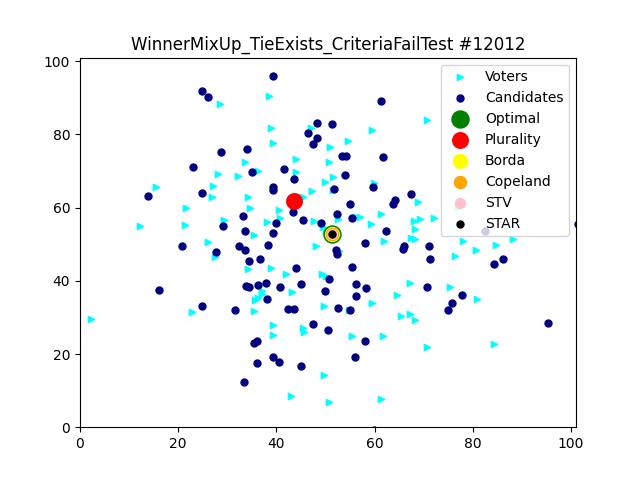 WinnerMixUp_TieExists_CriteriaFailTest #12012
100
80
60
40
20
0
0
20
40
60
80
100
Voters
Candidates
Optimal
Plurality
Borda
Copeland
STV
STAR